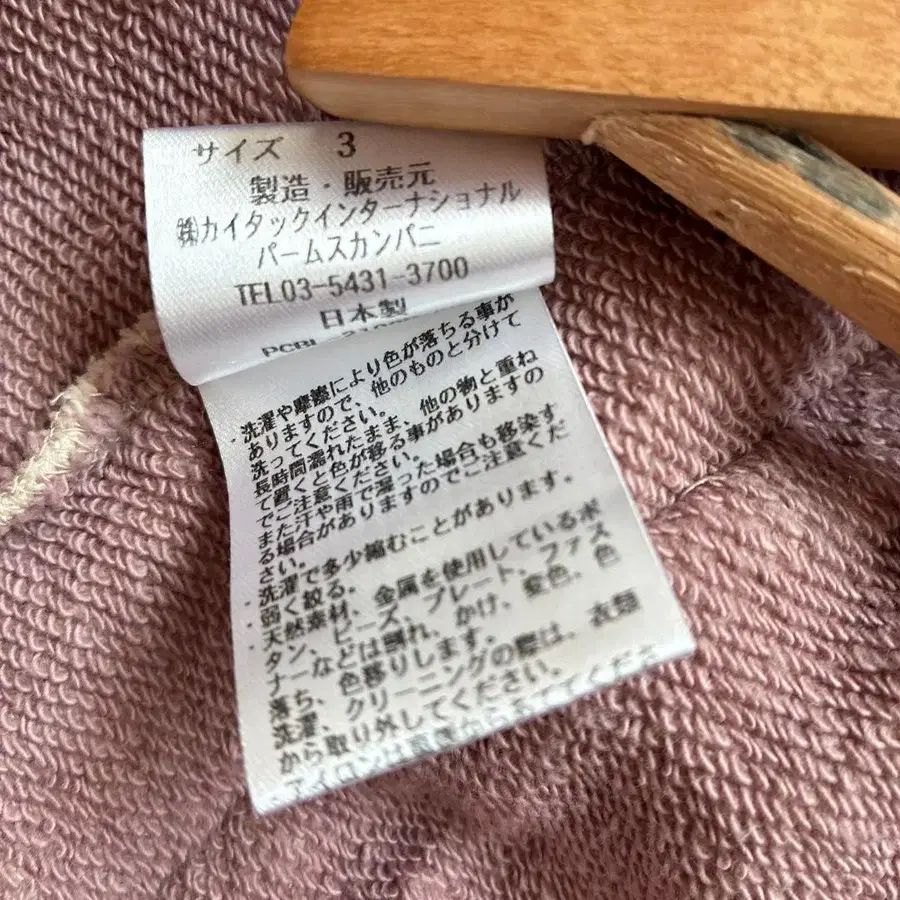 サイズ 3
製造・販売元
㈱カイタックインターナショナル
パームスカンパニ
TEL03-5431-3700
日本製
・洗濯や摩擦により色が落ちる事が
ありますので、他のものと分けて
洗ってください。
長時間濡れたまま、他の物と重ね
て置くと色が移る事がありますの
でご注意ください。
また汗や雨で湿った場合も移染す
る場合がありますのでご注意くだ
さい。
・洗濯で多少縮むことがあります。
・弱く絞る。
・天然素材、金属を使用しているボ
タン、ビーズ、プレート、ファス
ナーなどは割れ、かけ、変色、色
落ち、色移りします。
洗濯、クリーニングの際は、衣類
から取り外してください。